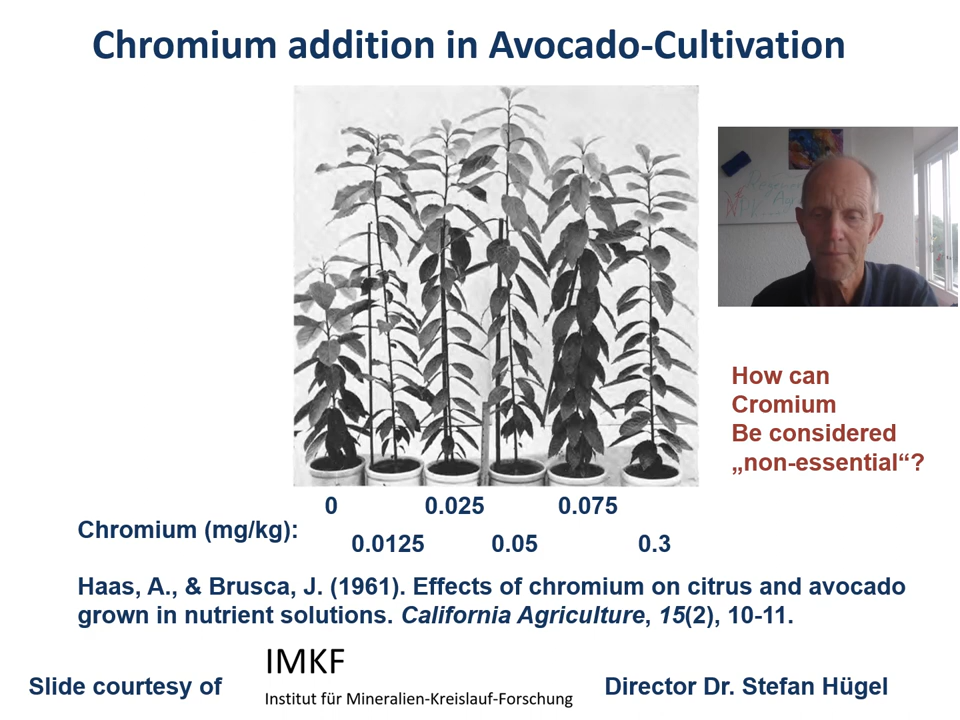 Chromium addition in Avocado-Cultivation
How can
Cromium
Be considered
„non-essential“?
0 0.025 0.075
Chromium (mg/kg):
0.0125 0.05 0.3
Haas, A., & Brusca, J. (1961). Effects of chromium on citrus and avocado
grown in nutrient solutions. California Agriculture, 15(2), 10-11.
IMKF
Slide courtesy of
Institut für Mineralien-Kreislauf-Forschung
Director Dr. Stefan Hügel